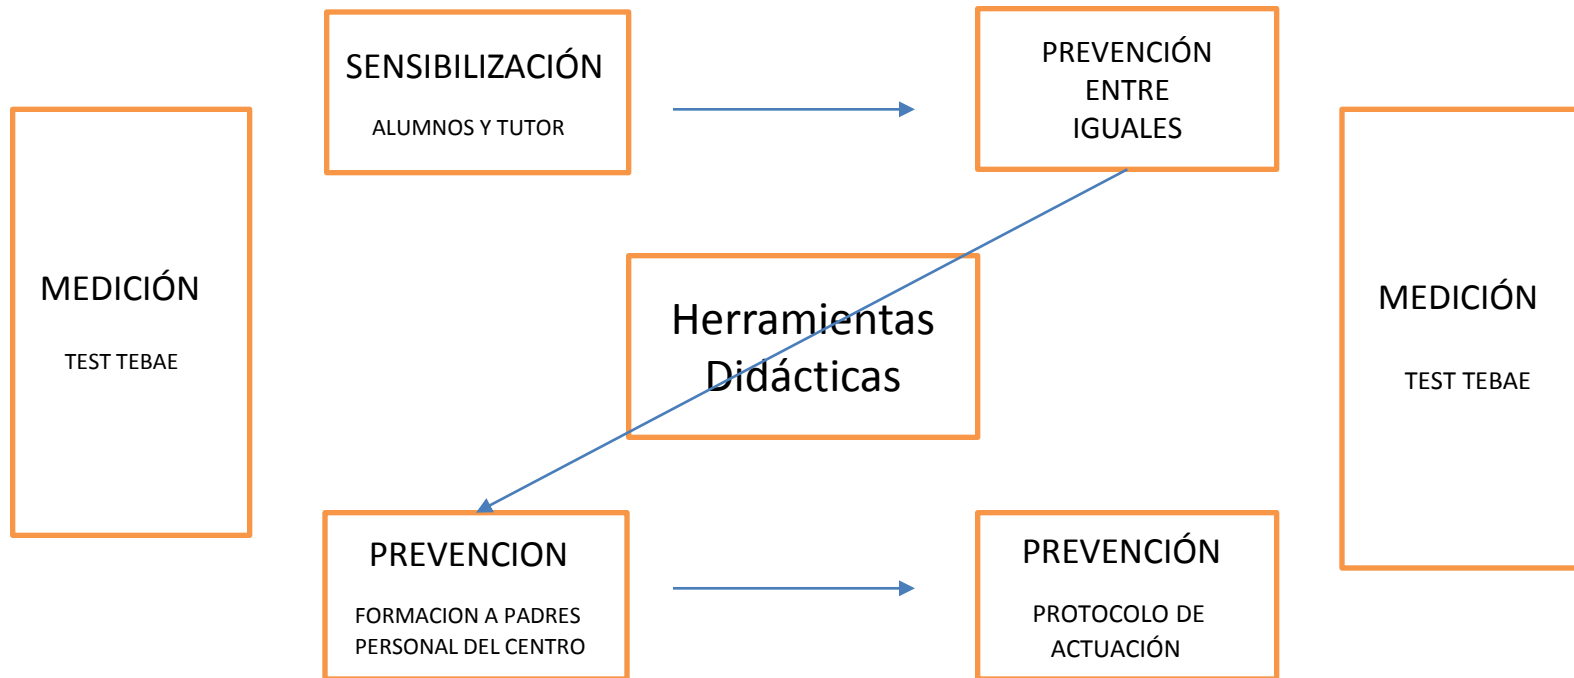 MEDICIÓN
TEST TEBAE
SENSIBILIZACIÓN
ALUMNOS Y TUTOR
PREVENCIÓN
ENTRE
IGUALES
Herramientas
Didácticas
PREVENCION
FORMACION A PADRES
PERSONAL DEL CENTRO
PREVENCIÓN
PROTOCOLO DE
ACTUACIÓN
MEDICIÓN
TEST TEBAE